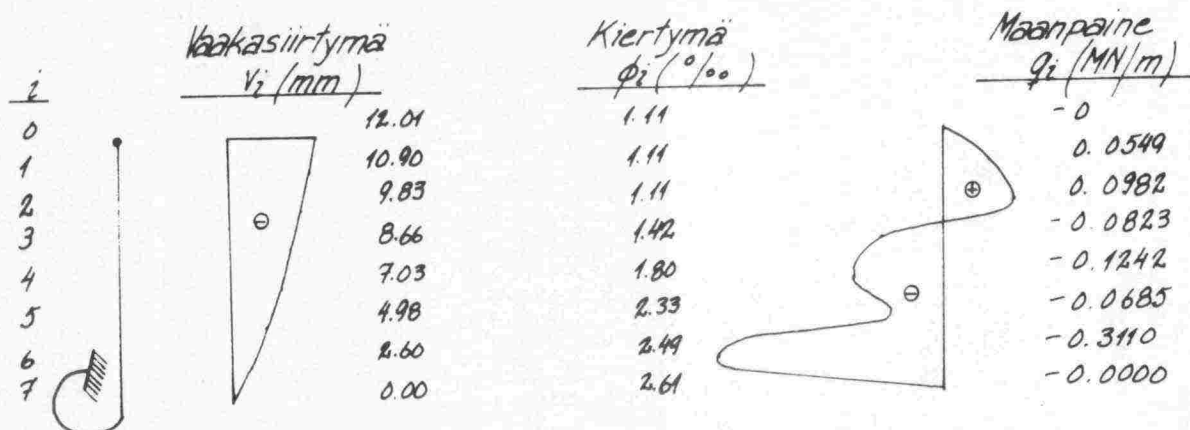 Vaakasiirtymä Kiertymä Maanpaine
i vi (mm) φi (°/oo) qi (MN/m)
0 12.01 1.11 -0
1 10.90 1.11 0.0549
2 9.83 1.11 0.0982
3 8.66 1.42 -0.0823
4 7.03 1.80 -0.1242
5 4.98 2.33 -0.0685
6 2.60 2.49 -0.3110
7 0.00 2.61 -0.0000